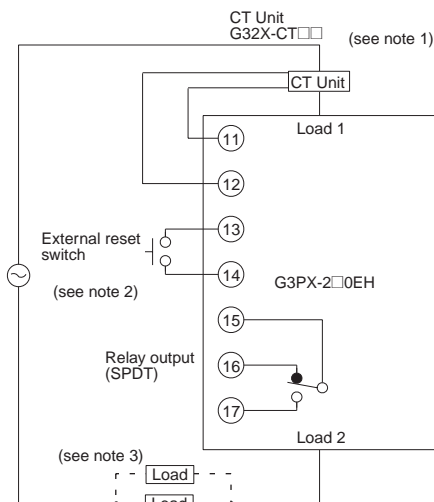 CT Unit
G32X-CT□□
(see note 1)
CT Unit
Load 1
11
12
13
External reset
switch
14
(see note 2)
G3PX-2□0EH
15
Relay output
(SPDT)
16
17
Load 2
(see note 3)
Load
Load